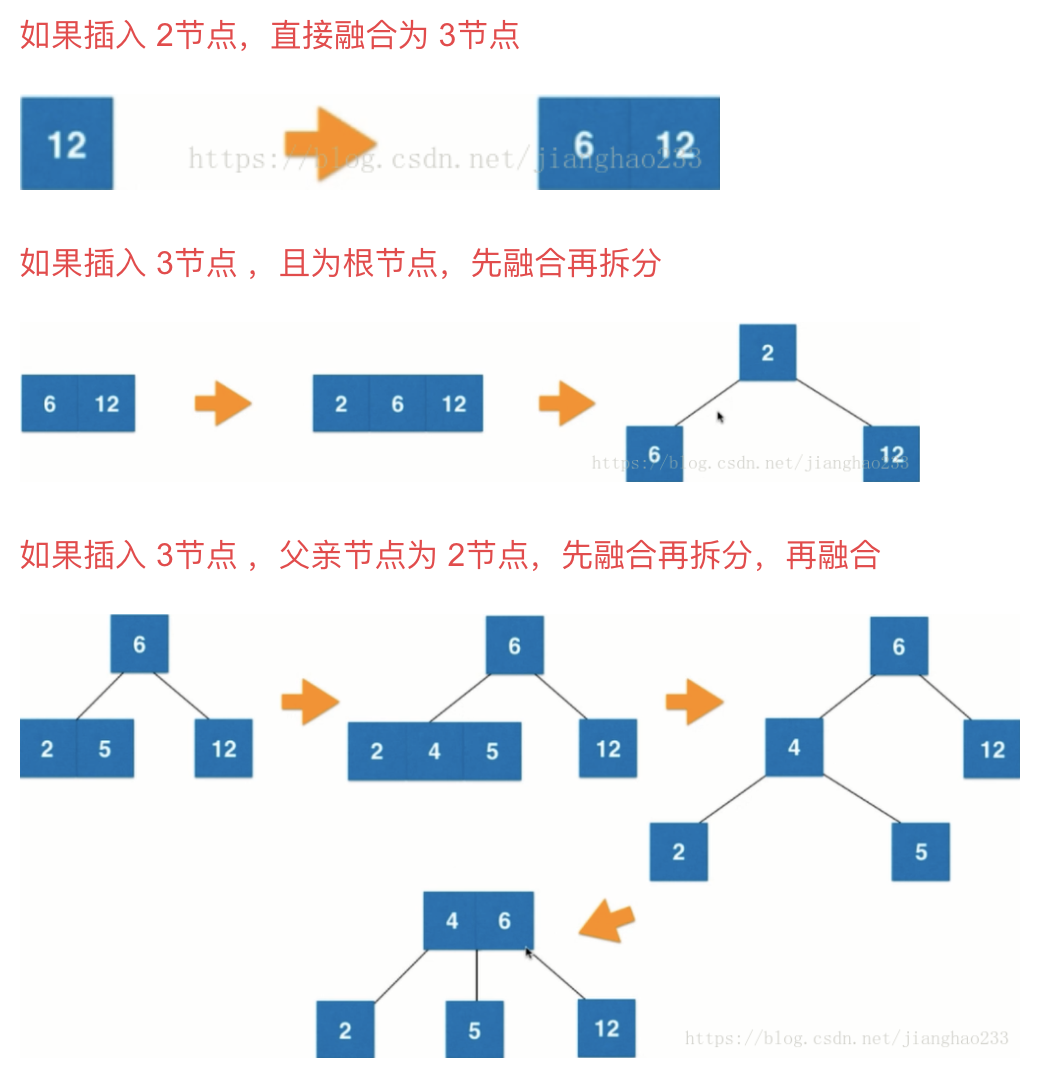 如果插入 2节点，直接融合为 3节点
12 6 12
https://blog.csdn.net/jianghao233
如果插入 3节点 ，且为根节点，先融合再拆分
2
6 12 2 6 12
6 12
https://blog.csdn.net/jianghao233
如果插入 3节点 ，父亲节点为 2节点，先融合再拆分，再融合
6 6 6
2 5 12 2 4 5 12 4 12
2 5
4 6
2 5 12
https://blog.csdn.net/jianghao233